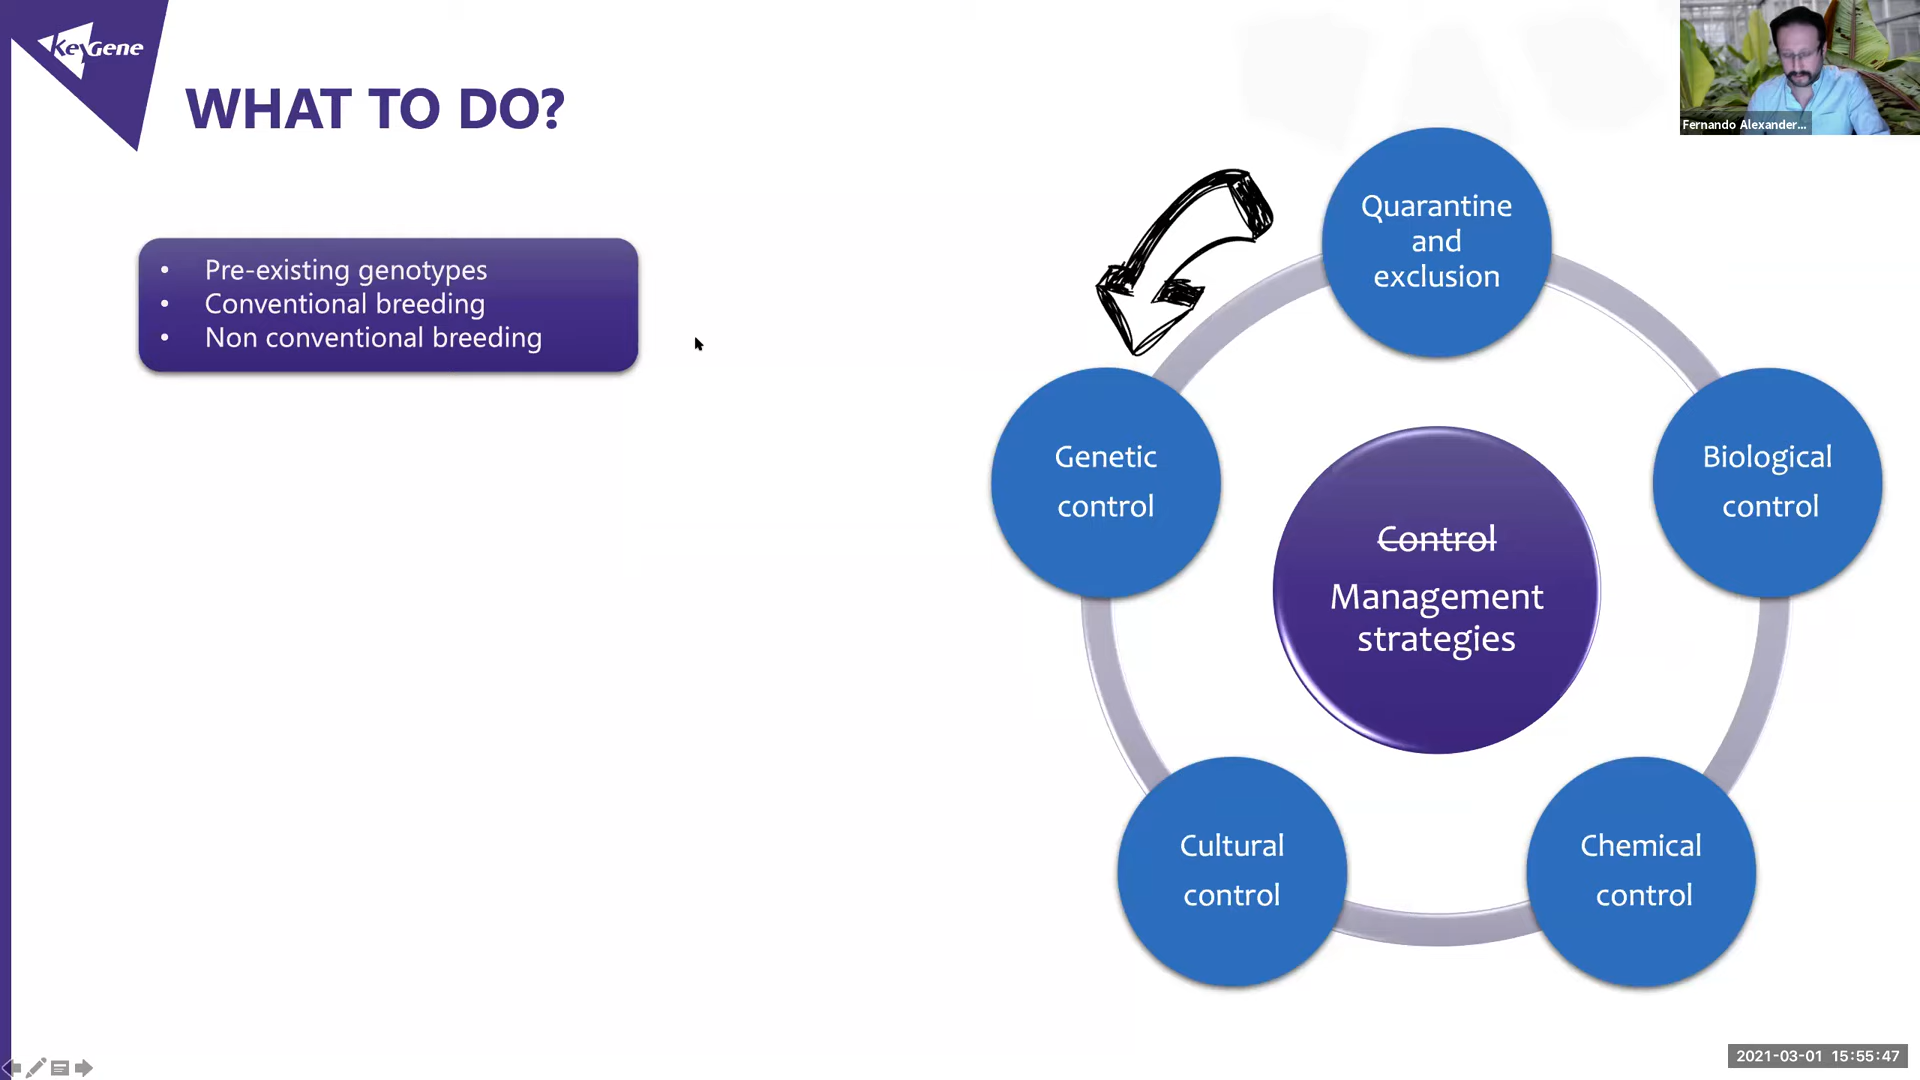 KeyGene
WHAT TO DO?
Fernando Alexander...
• Pre-existing genotypes
• Conventional breeding
• Non conventional breeding
Quarantine
and
exclusion
Genetic
control
Biological
control
Control
Management
strategies
Cultural
control
Chemical
control
2021-03-01 15:55:47